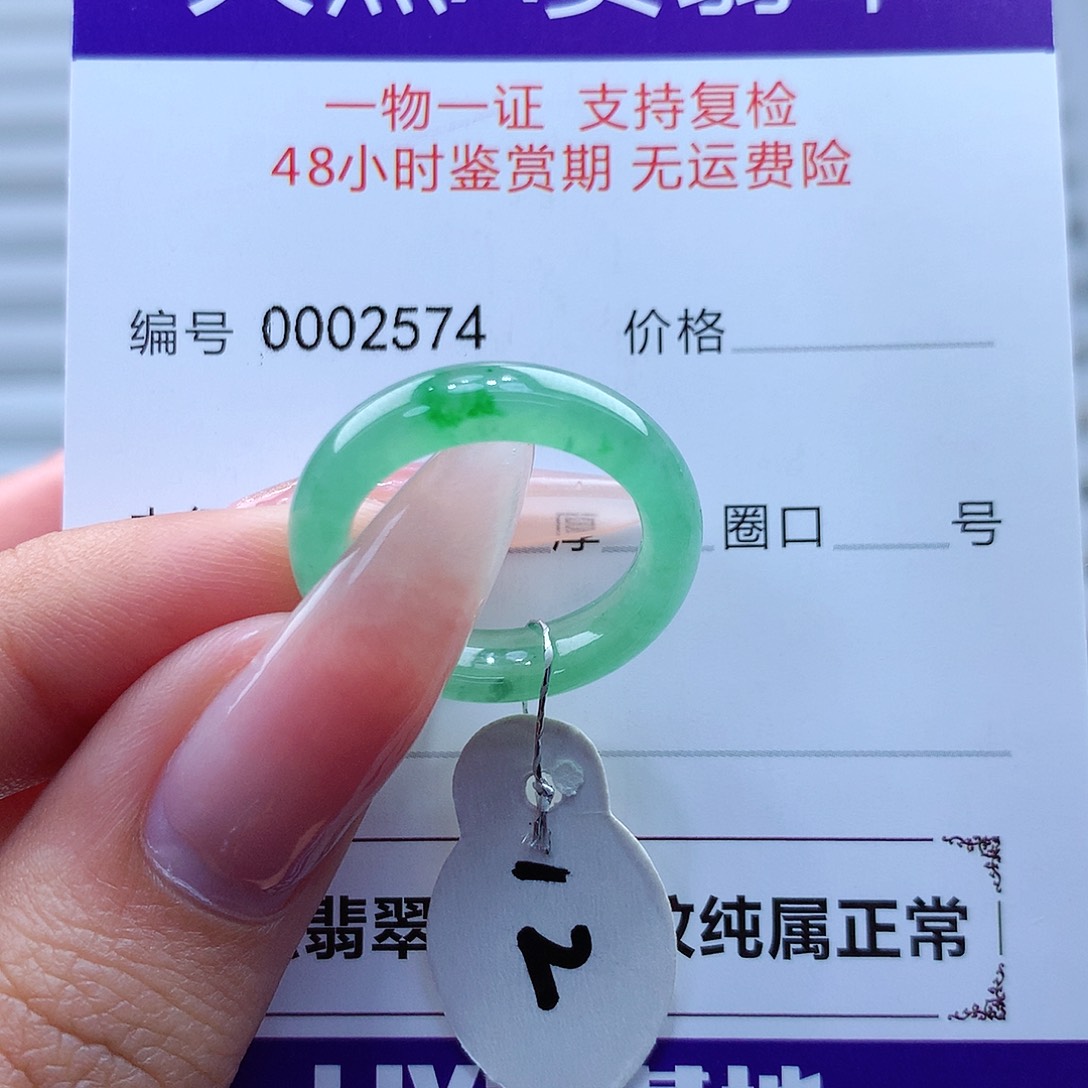 一物一证 支持复检
48小时鉴赏期 无运费险
编号 0002574 价格
厚 圈口 号
翡翠 纹纯属正常
12